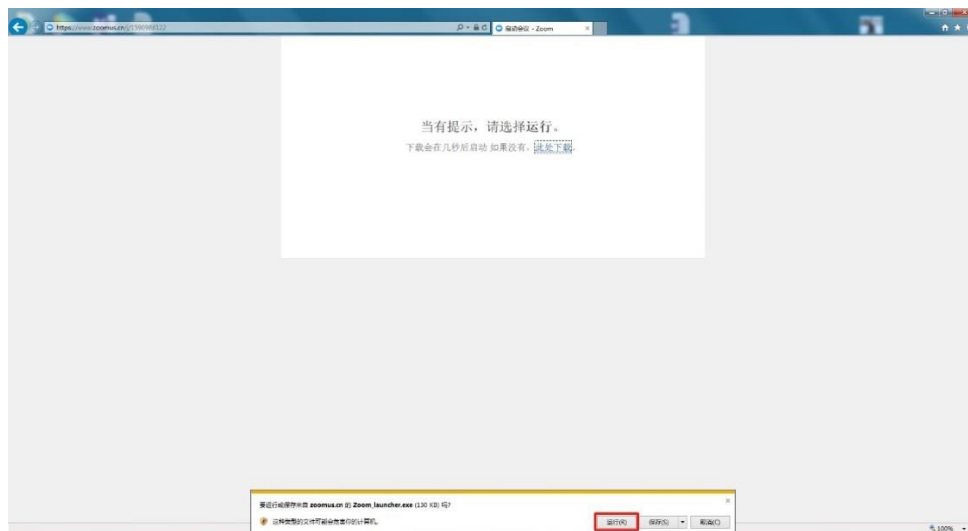 https://www.zoomus.cn/j/1590988122
启动会议 - Zoom
当有提示，请选择运行。
下载会在几秒后启动 如果没有，此处下载。
要运行或保存来自 zoomus.cn 的 Zoom_launcher.exe (130 KB) 吗?
这种类型的文件可能会危害你的计算机。
运行(R) 保存(S) 取消(C)
100%